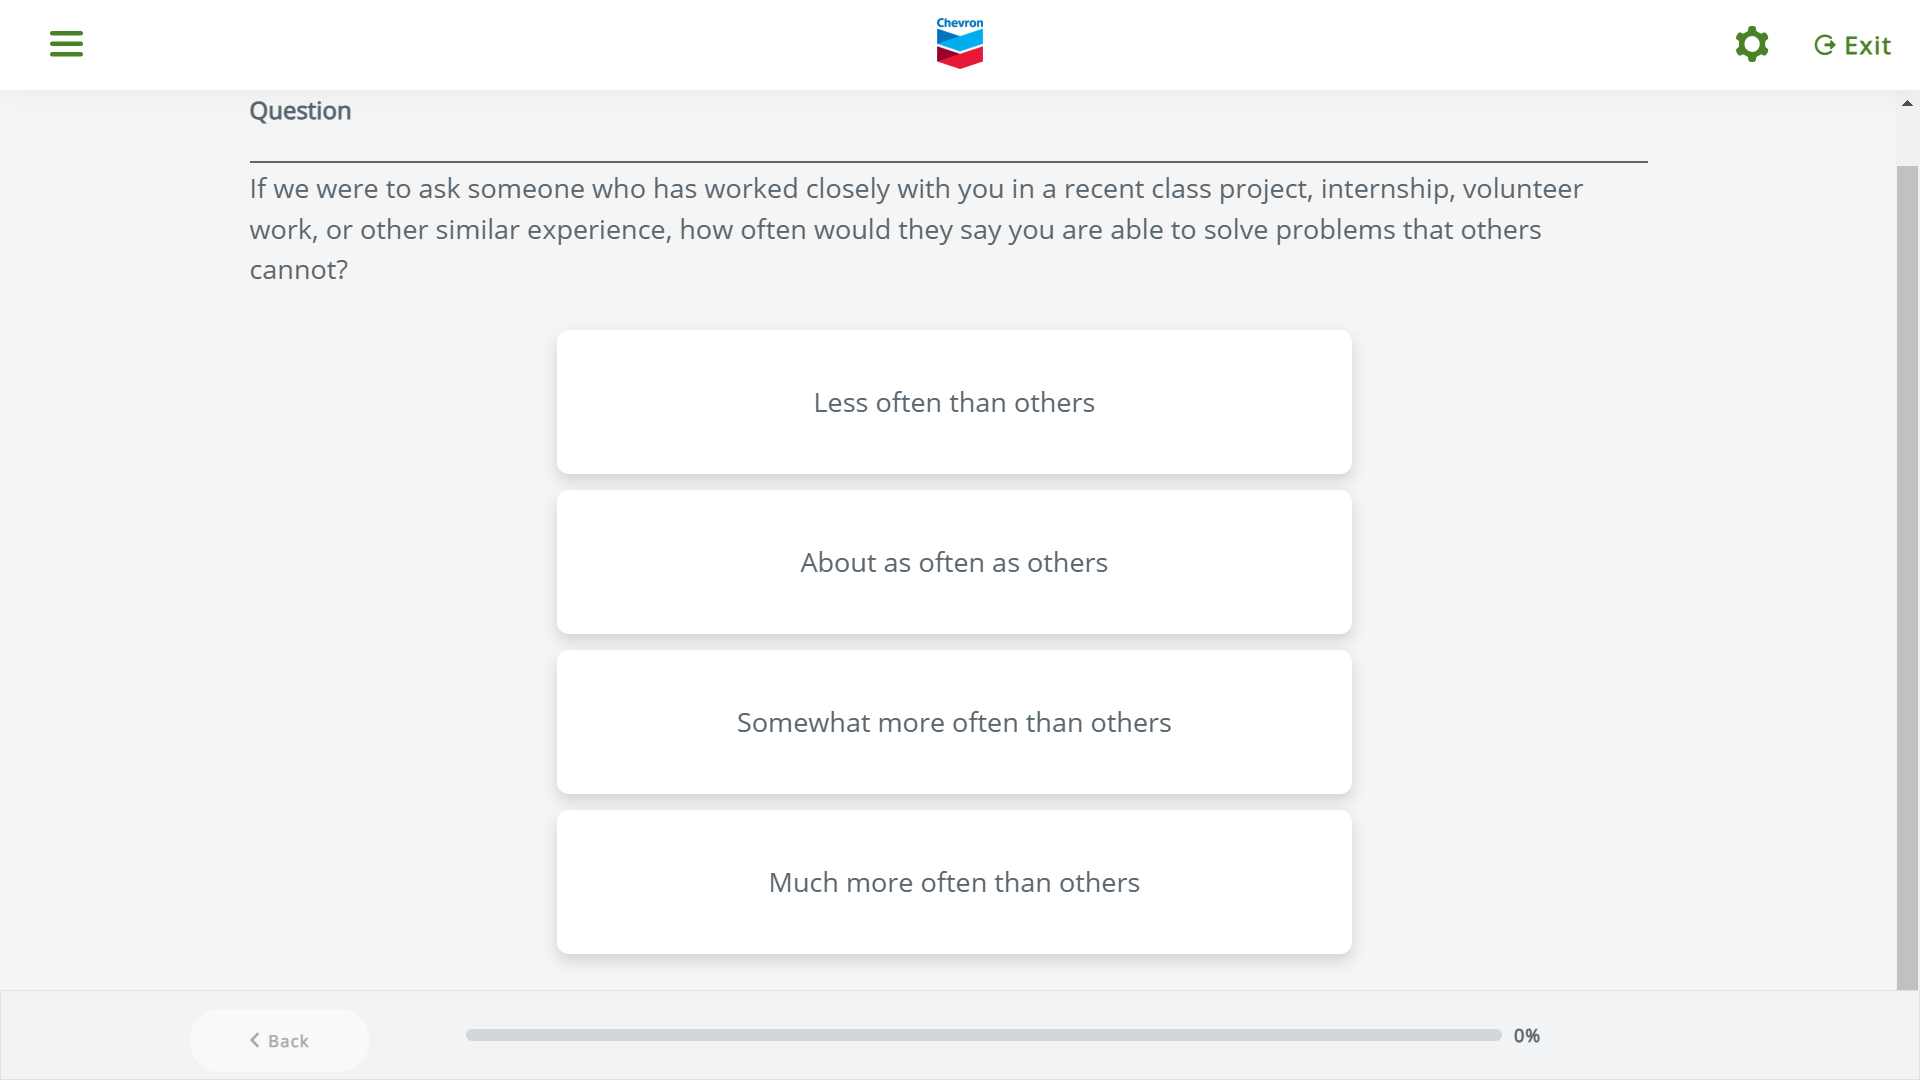 Chevron
Exit
Question
If we were to ask someone who has worked closely with you in a recent class project, internship, volunteer
work, or other similar experience, how often would they say you are able to solve problems that others
cannot?
Less often than others
About as often as others
Somewhat more often than others
Much more often than others
Back
0%